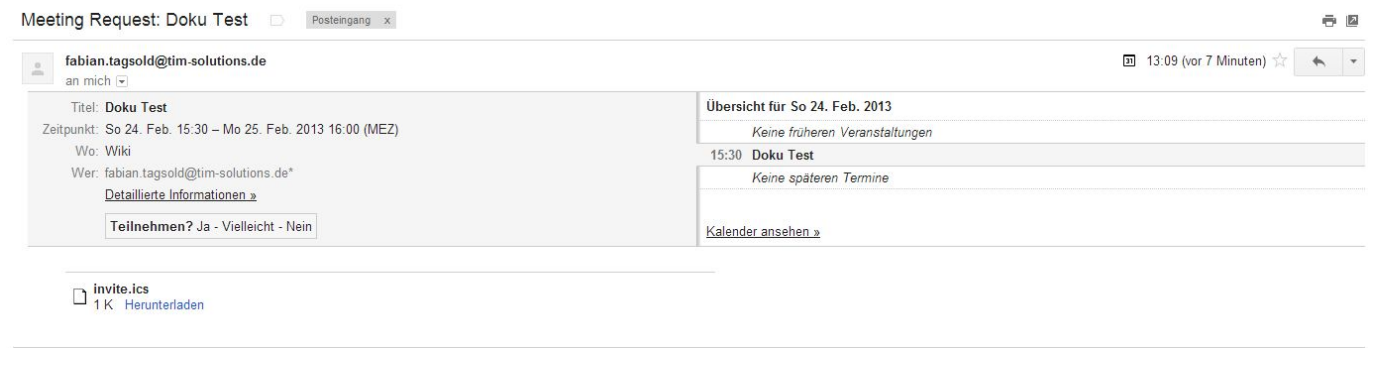 Meeting Request: Doku Test Posteingang x
fabian.tagsold@tim-solutions.de
an mich
31 13:09 (vor 7 Minuten)
Titel: Doku Test
Zeitpunkt: So 24. Feb. 15:30 – Mo 25. Feb. 2013 16:00 (MEZ)
Wo: Wiki
Wer: fabian.tagsold@tim-solutions.de*
Detaillierte Informationen »
Teilnehmen? Ja - Vielleicht - Nein
Übersicht für So 24. Feb. 2013
Keine früheren Veranstaltungen
15:30 Doku Test
Keine späteren Termine
Kalender ansehen »
invite.ics
1 K Herunterladen